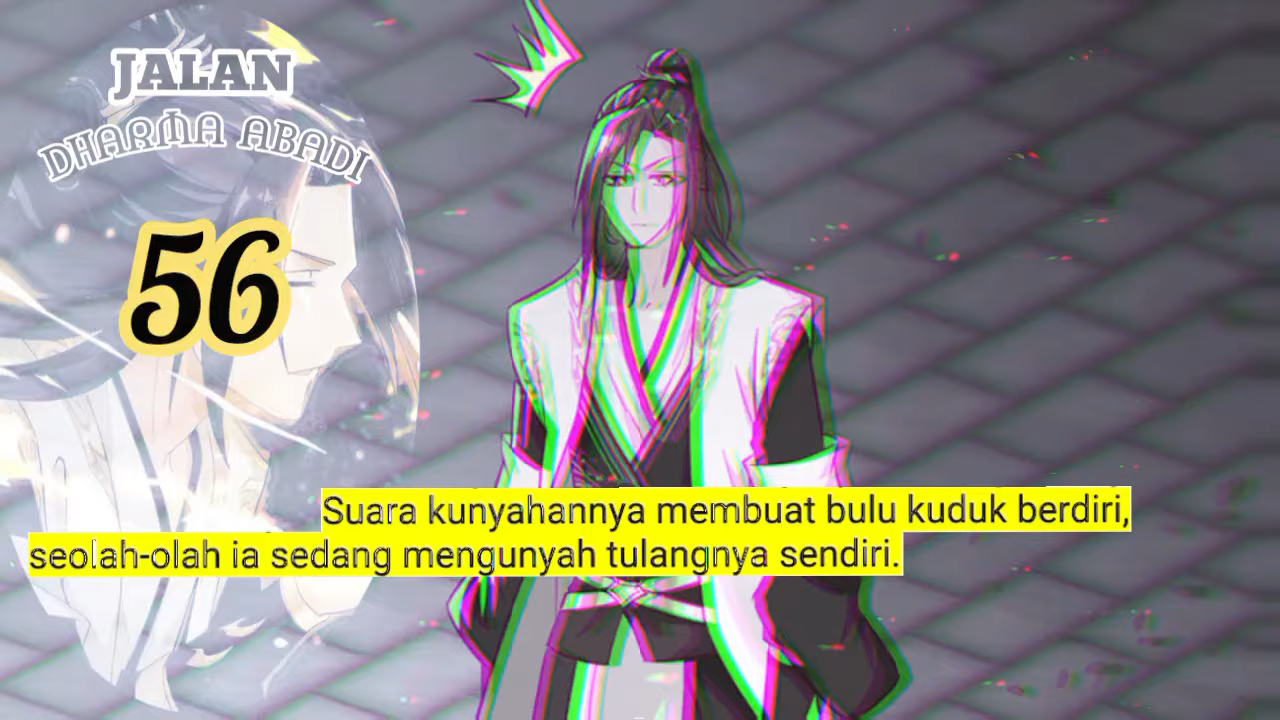 JALAN
DHARMA ABADI
56
Suara kunyahannya membuat bulu kuduk berdiri,
seolah-olah ia sedang mengunyah tulangnya sendiri.